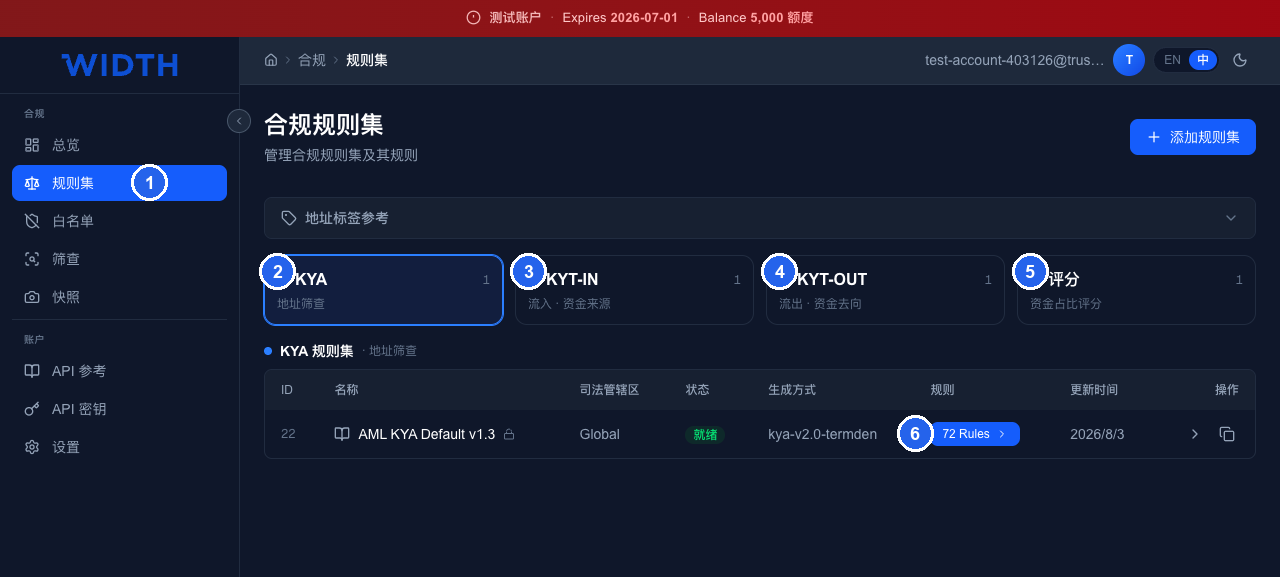 测试账户 · Expires 2026-07-01 · Balance 5,000 额度
WIDTH
合规 › 规则集
test-account-403126@trus…
T
EN 中
合规
总览
规则集 1
白名单
筛查
快照
账户
API 参考
API 密钥
设置
合规规则集
管理合规规则集及其规则
+ 添加规则集
地址标签参考
2 KYA 1
地址筛查
3 KYT-IN 1
流入 · 资金来源
4 KYT-OUT 1
流出 · 资金去向
5 评分 1
资金占比评分
KYA 规则集 · 地址筛查
ID 名称 司法管辖区 状态 生成方式 规则 更新时间 操作
22 AML KYA Default v1.3 Global 就绪 kya-v2.0-termden 6 72 Rules › 2026/8/3